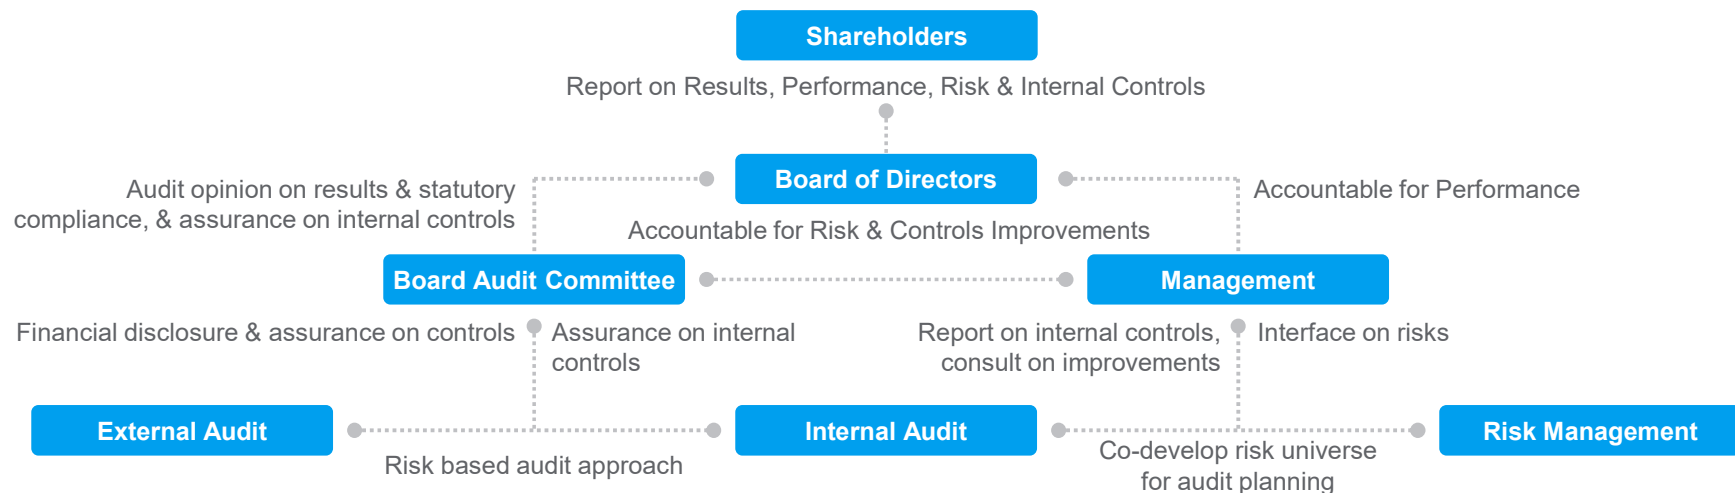 Shareholders
Report on Results, Performance, Risk & Internal Controls
Board of Directors
Audit opinion on results & statutory
compliance, & assurance on internal controls
Accountable for Performance
Accountable for Risk & Controls Improvements
Board Audit Committee
Management
Financial disclosure & assurance on controls
Assurance on internal
controls
Report on internal controls,
consult on improvements
Interface on risks
External Audit
Internal Audit
Risk Management
Risk based audit approach
Co-develop risk universe
for audit planning